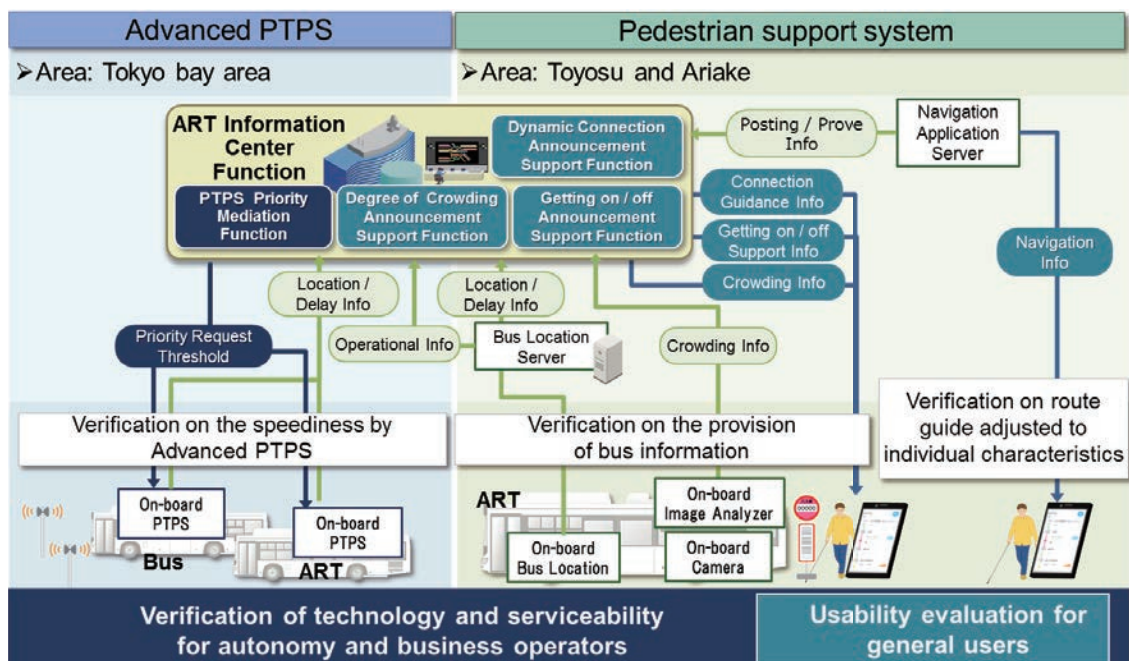 Advanced PTPS
Pedestrian support system
➢Area: Tokyo bay area
➢Area: Toyosu and Ariake
ART Information
Center
Function
Dynamic Connection
Announcement
Support Function
Posting / Prove
Info
Navigation
Application
Server
PTPS Priority
Mediation
Function
Degree of Crowding
Announcement
Support Function
Getting on / off
Announcement
Support Function
Connection
Guidance Info
Getting on / off
Support Info
Crowding Info
Navigation
Info
Location /
Delay Info
Location /
Delay Info
Priority Request
Threshold
Operational Info
Bus Location
Server
Crowding Info
Verification on the speediness by
Advanced PTPS
Verification on the provision
of bus information
Verification on route
guide adjusted to
individual characteristics
On-board
PTPS
Bus
On-board
PTPS
ART
ART
On-board
Image Analyzer
On-board
Bus Location
On-board
Camera
Verification of technology and serviceability
for autonomy and business operators
Usability evaluation for
general users